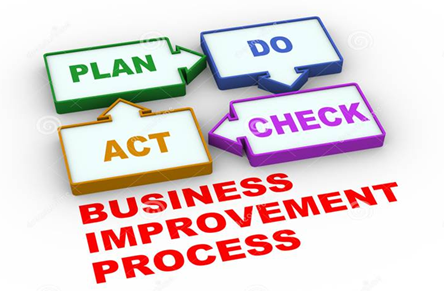 PLAN
DO
ACT
CHECK
BUSINESS
IMPROVEMENT
PROCESS